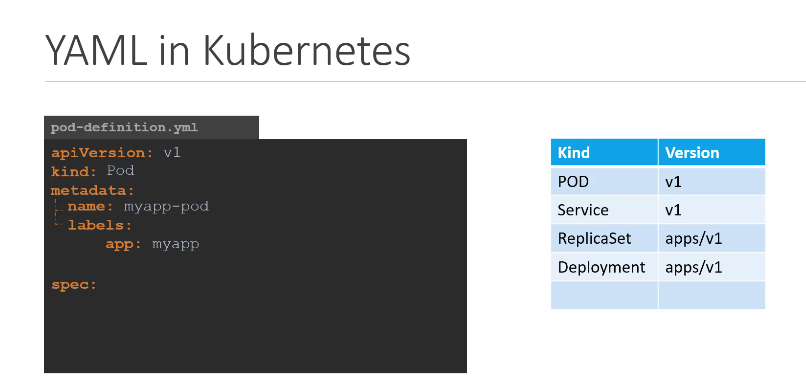 YAML in Kubernetes
pod-definition.yml
apiVersion: v1
kind: Pod
metadata:
name: myapp-pod
labels:
app: myapp
spec:
Kind Version
POD v1
Service v1
ReplicaSet apps/v1
Deployment apps/v1